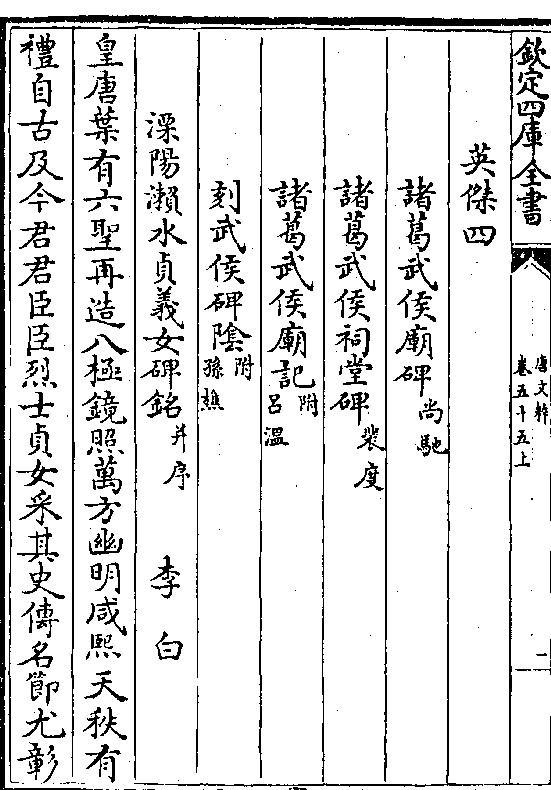 欽定四庫全書
唐文粹
卷五十五上
一
英傑四
諸葛武侯廟碑 尚馳
諸葛武侯祠堂碑 裴度
諸葛武侯廟記 附 呂溫
刻武侯碑陰 附 孫樵
溧陽瀨水貞義女碑銘 并序 李白
皇唐葉有六聖再造八極鏡照萬方幽明咸熙天秩有
禮自古及今君君臣臣烈士貞女采其史傳名節尤彰